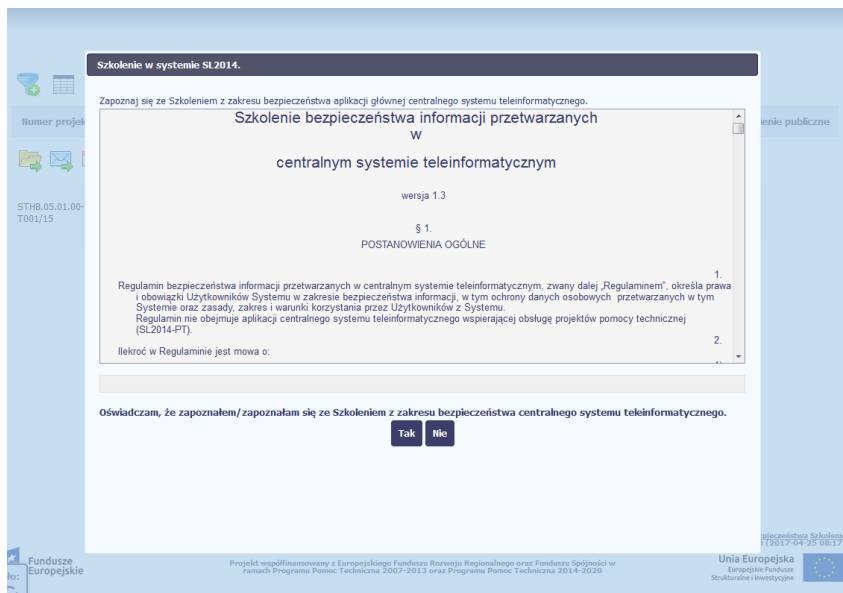 Szkolenie w systemie SL2014.
Zapoznaj się ze Szkoleniem z zakresu bezpieczeństwa aplikacji głównej centralnego systemu teleinformatycznego.
Szkolenie bezpieczeństwa informacji przetwarzanych
w
centralnym systemie teleinformatycznym
wersja 1.3
§ 1.
POSTANOWIENIA OGÓLNE
1.
Regulamin bezpieczeństwa informacji przetwarzanych w centralnym systemie teleinformatycznym, zwany dalej „Regulaminem", określa prawa
i obowiązki Użytkowników Systemu w zakresie bezpieczeństwa informacji, w tym ochrony danych osobowych przetwarzanych w tym
Systemie oraz zasady, zakres i warunki korzystania przez Użytkowników z Systemu.
Regulamin nie obejmuje aplikacji centralnego systemu teleinformatycznego wspierającej obsługę projektów pomocy technicznej
(SL2014-PT).
2.
Ilekroć w Regulaminie jest mowa o:
Oświadczam, że zapoznałem/zapoznałam się ze Szkoleniem z zakresu bezpieczeństwa centralnego systemu teleinformatycznego.
Tak Nie
Numer projek
enie publiczne
STHB.05.01.00-
T001/15
Szkoleni
(2017-04-25 08:17
Fundusze
Europejskie
Projekt współfinansowany z Europejskiego Funduszu Rozwoju Regionalnego oraz Funduszu Spójności w
ramach Programu Pomoc Techniczna 2007-2013 oraz Programu Pomoc Techniczna 2014-2020
Unia Europejska
Europejskie Fundusze
Strukturalne i Inwestycyjne